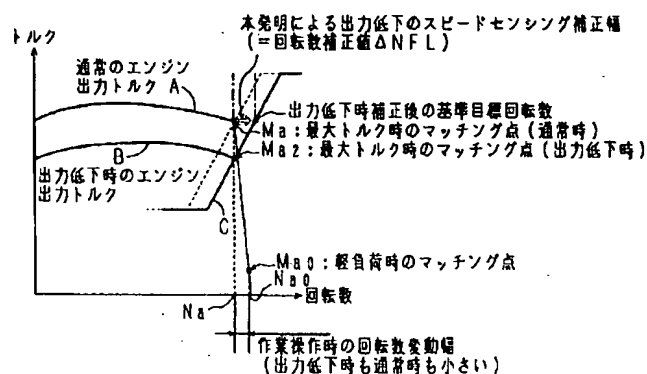 本発明による出力低下のスピードセンシング補正幅
(=回転数補正値ΔNFL)
トルク
通常のエンジン
出力トルク A
出力低下時補正後の基準目標回転数
Ma:最大トルク時のマッチング点(通常時)
Ma2:最大トルク時のマッチング点(出力低下時)
B
出力低下時のエンジン
出力トルク
C
Ma0:軽負荷時のマッチング点
Na0
回転数
Na
作業操作時の回転数変動幅
(出力低下時も通常時も小さい)